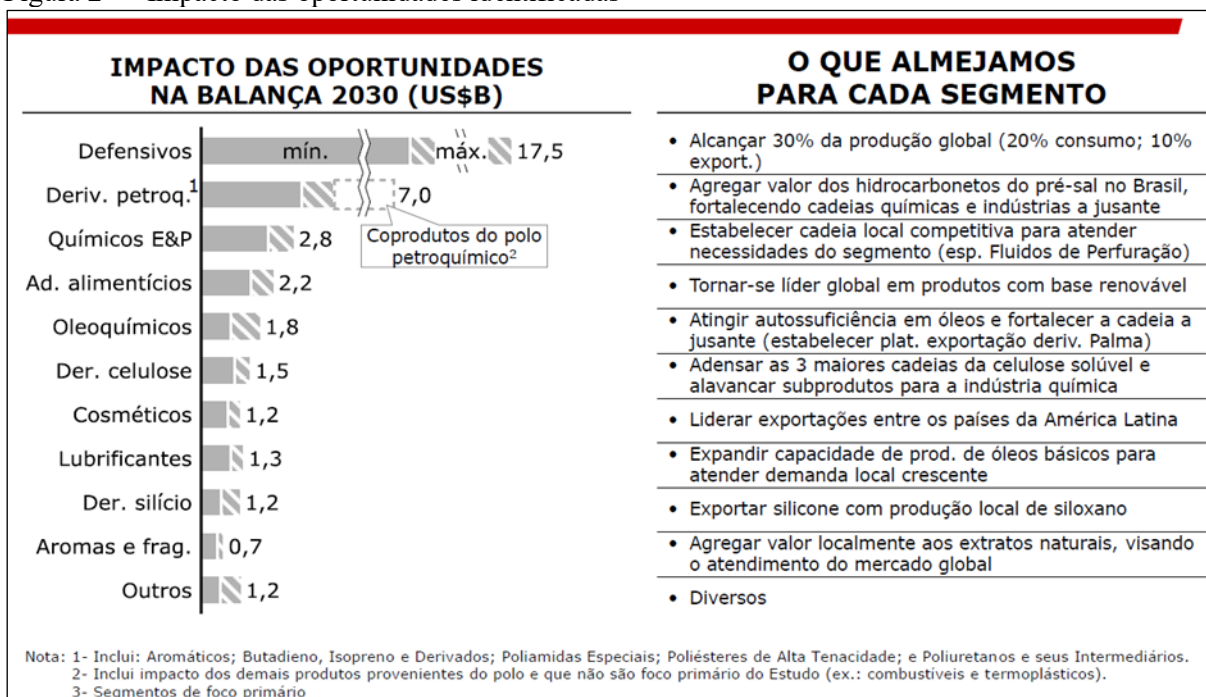 Figura 2 – Impacto das oportunidades identificadas
IMPACTO DAS OPORTUNIDADES
NA BALANÇA 2030 (US$B)
Defensivos mín. máx. 17,5
Deriv. petroq.1 7,0
Coprodutos do polo
petroquímico2
Químicos E&P 2,8
Ad. alimentícios 2,2
Oleoquímicos 1,8
Der. celulose 1,5
Cosméticos 1,2
Lubrificantes 1,3
Der. silício 1,2
Aromas e frag. 0,7
Outros 1,2
O QUE ALMEJAMOS
PARA CADA SEGMENTO
• Alcançar 30% da produção global (20% consumo; 10%
export.)
• Agregar valor dos hidrocarbonetos do pré-sal no Brasil,
fortalecendo cadeias químicas e indústrias a jusante
• Estabelecer cadeia local competitiva para atender
necessidades do segmento (esp. Fluidos de Perfuração)
• Tornar-se líder global em produtos com base renovável
• Atingir autossuficiência em óleos e fortalecer a cadeia a
jusante (estabelecer plat. exportação deriv. Palma)
• Adensar as 3 maiores cadeias da celulose solúvel e
alavancar subprodutos para a indústria química
• Liderar exportações entre os países da América Latina
• Expandir capacidade de prod. de óleos básicos para
atender demanda local crescente
• Exportar silicone com produção local de siloxano
• Agregar valor localmente aos extratos naturais, visando
o atendimento do mercado global
• Diversos
Nota: 1- Inclui: Aromáticos; Butadieno, Isopreno e Derivados; Poliamidas Especiais; Poliésteres de Alta Tenacidade; e Poliuretanos e seus Intermediários.
2- Inclui impacto dos demais produtos provenientes do polo e que não são foco primário do Estudo (ex.: combustíveis e termoplásticos).
3- Segmentos de foco primário